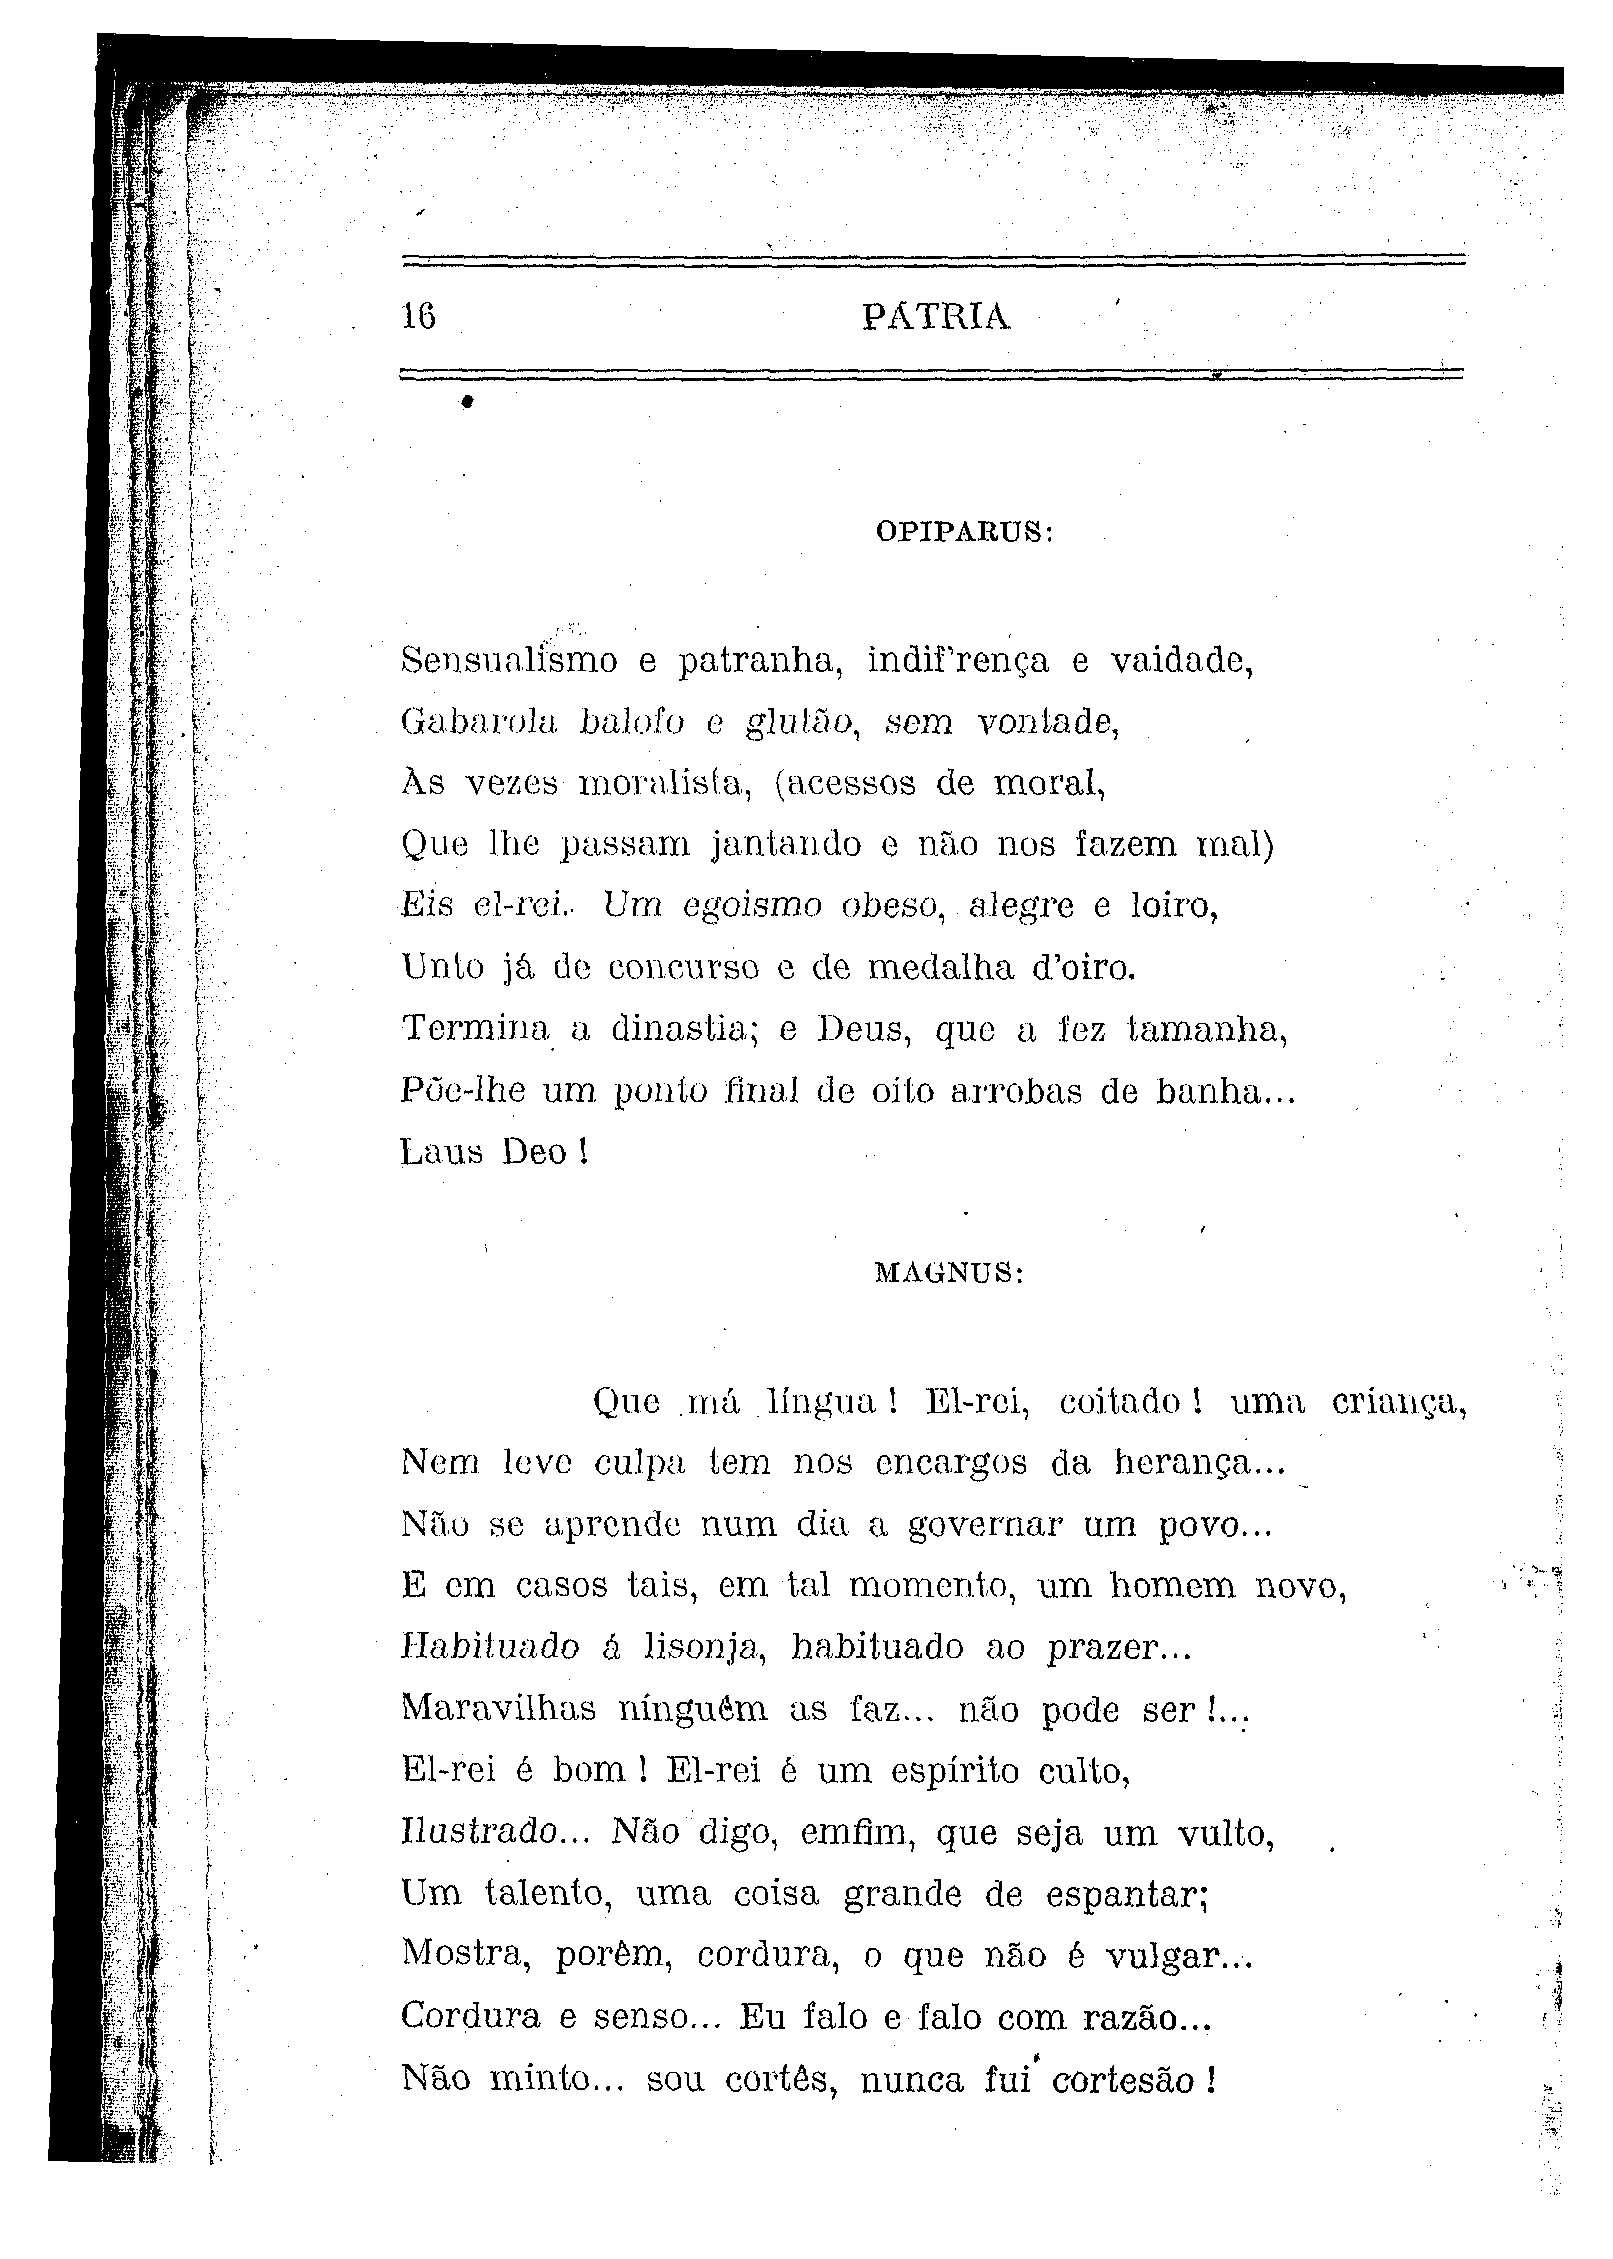 16 PÁTRIA
OPIPARUS:
Sensualismo e patranha, indif'rença e vaidade,
Gabarola balofo e glutão, sem vontade,
Às vezes moralista, (acessos de moral,
Que lhe passam jantando e não nos fazem mal)
Eis el-rei. Um egoismo obeso, alegre e loiro,
Unto já de concurso e de medalha d'oiro.
Termina a dinastia; e Deus, que a fez tamanha,
Põe-lhe um ponto final de oito arrobas de banha...
Laus Deo !
MAGNUS:
Que má língua ! El-rei, coitado ! uma criança,
Nem leve culpa tem nos encargos da herança...
Não se aprende num dia a governar um povo...
E em casos tais, em tal momento, um homem novo,
Habituado á lisonja, habituado ao prazer...
Maravilhas nínguêm as faz... não pode ser !...
El-rei é bom ! El-rei é um espírito culto,
Ilustrado... Não digo, emfim, que seja um vulto,
Um talento, uma coisa grande de espantar;
Mostra, porêm, cordura, o que não é vulgar...
Cordura e senso... Eu falo e falo com razão...
Não minto... sou cortês, nunca fui cortesão !